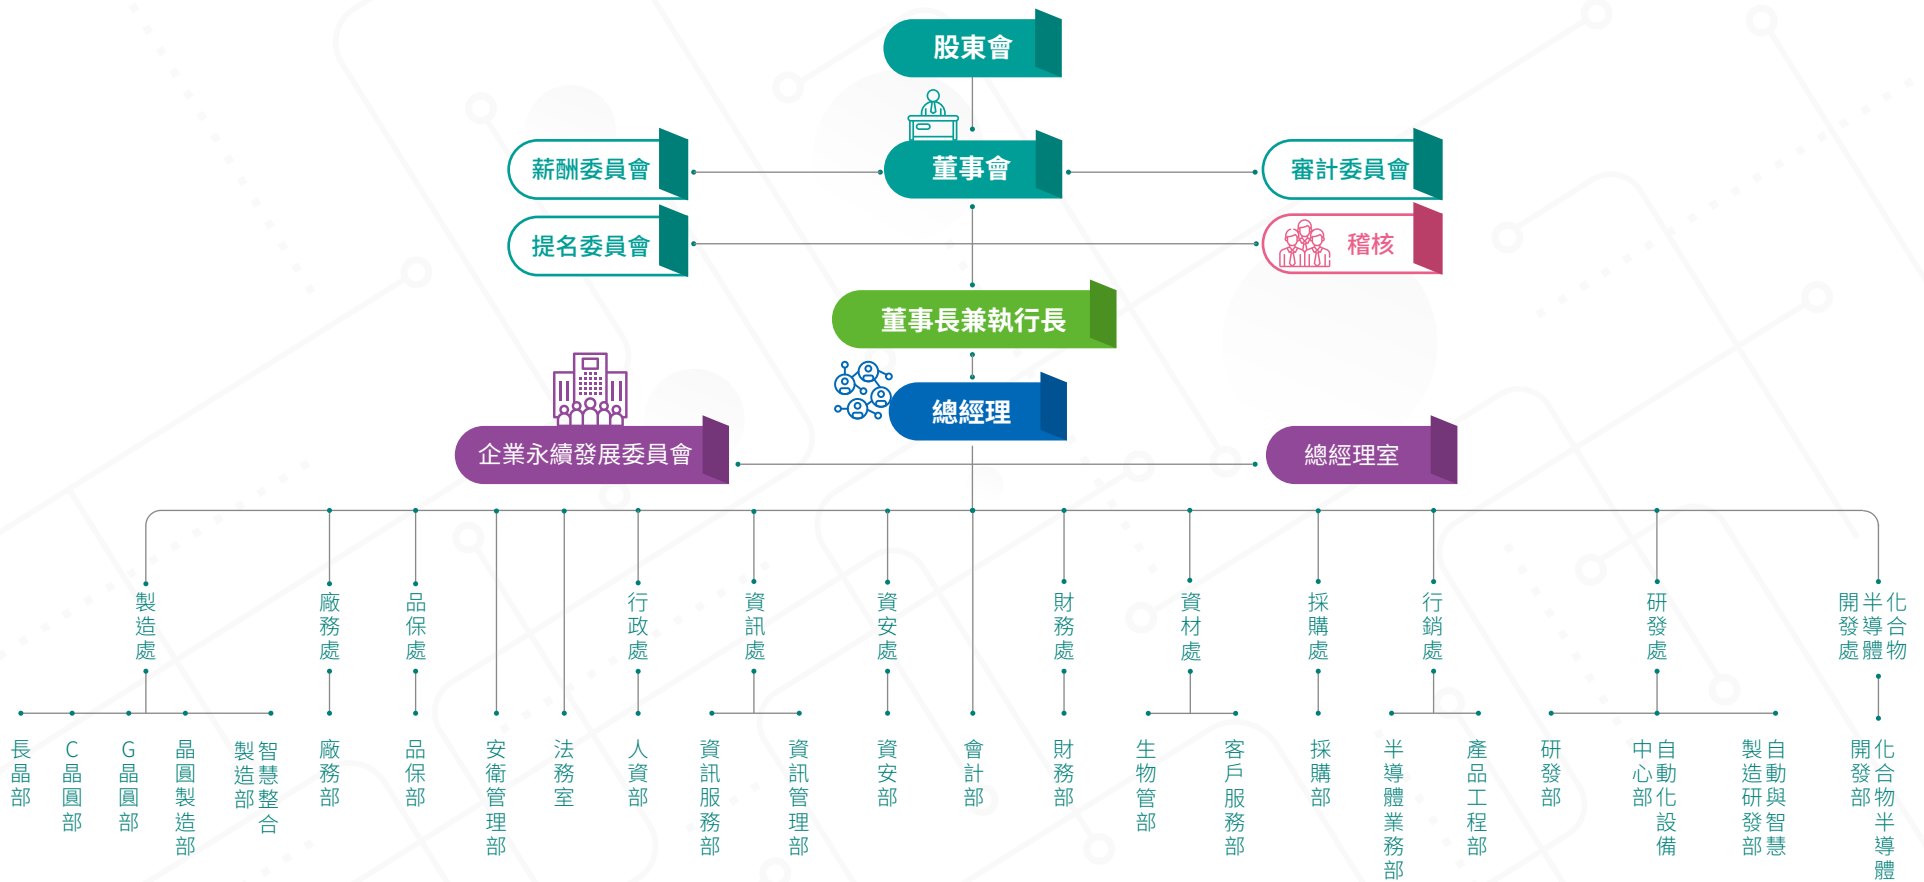 股東會
薪酬委員會
董事會
審計委員會
提名委員會
稽核
董事長兼執行長
總經理
企業永續發展委員會
總經理室
製造處
廠務處
品保處
行政處
資訊處
資安處
財務處
資材處
採購處
行銷處
研發處
化合物
半導體
開發處
長晶部
C晶圓部
G晶圓部
晶圓製造部
智慧整合
製造部
廠務部
品保部
安衛管理部
法務室
人資部
資訊服務部
資訊管理部
資安部
會計部
財務部
生物管部
客戶服務部
採購部
半導體業務部
產品工程部
研發部
自動化設備
中心部
自動與智慧
製造研發部
化合物半導體
開發部